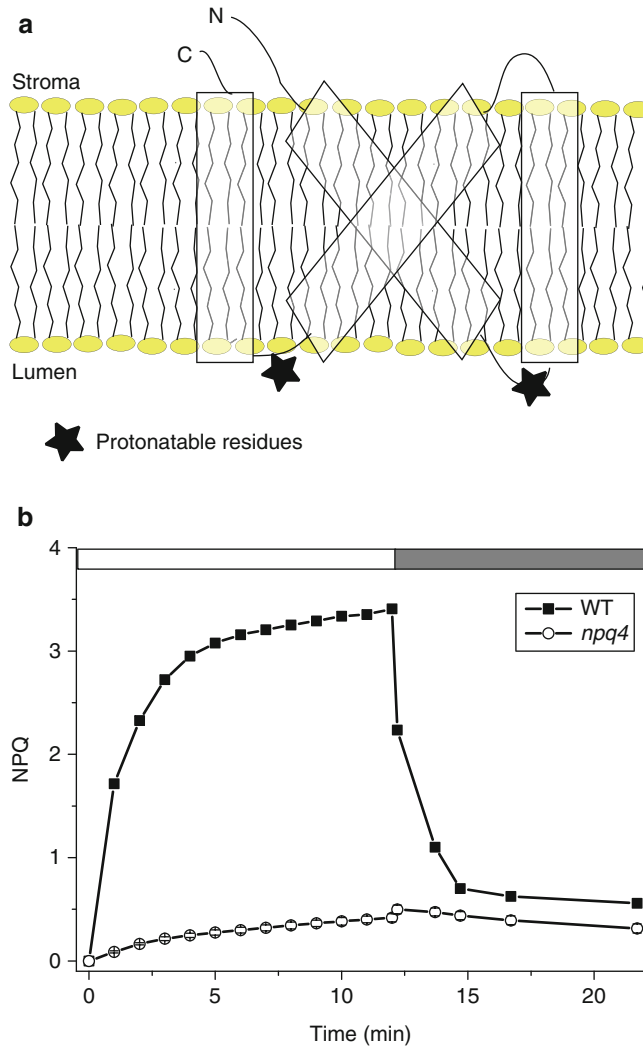 a
N
C
Stroma
Lumen
Protonatable residues
b
4
WT
npq4
3
2
1
0
NPQ
0 5 10 15 20
Time (min)